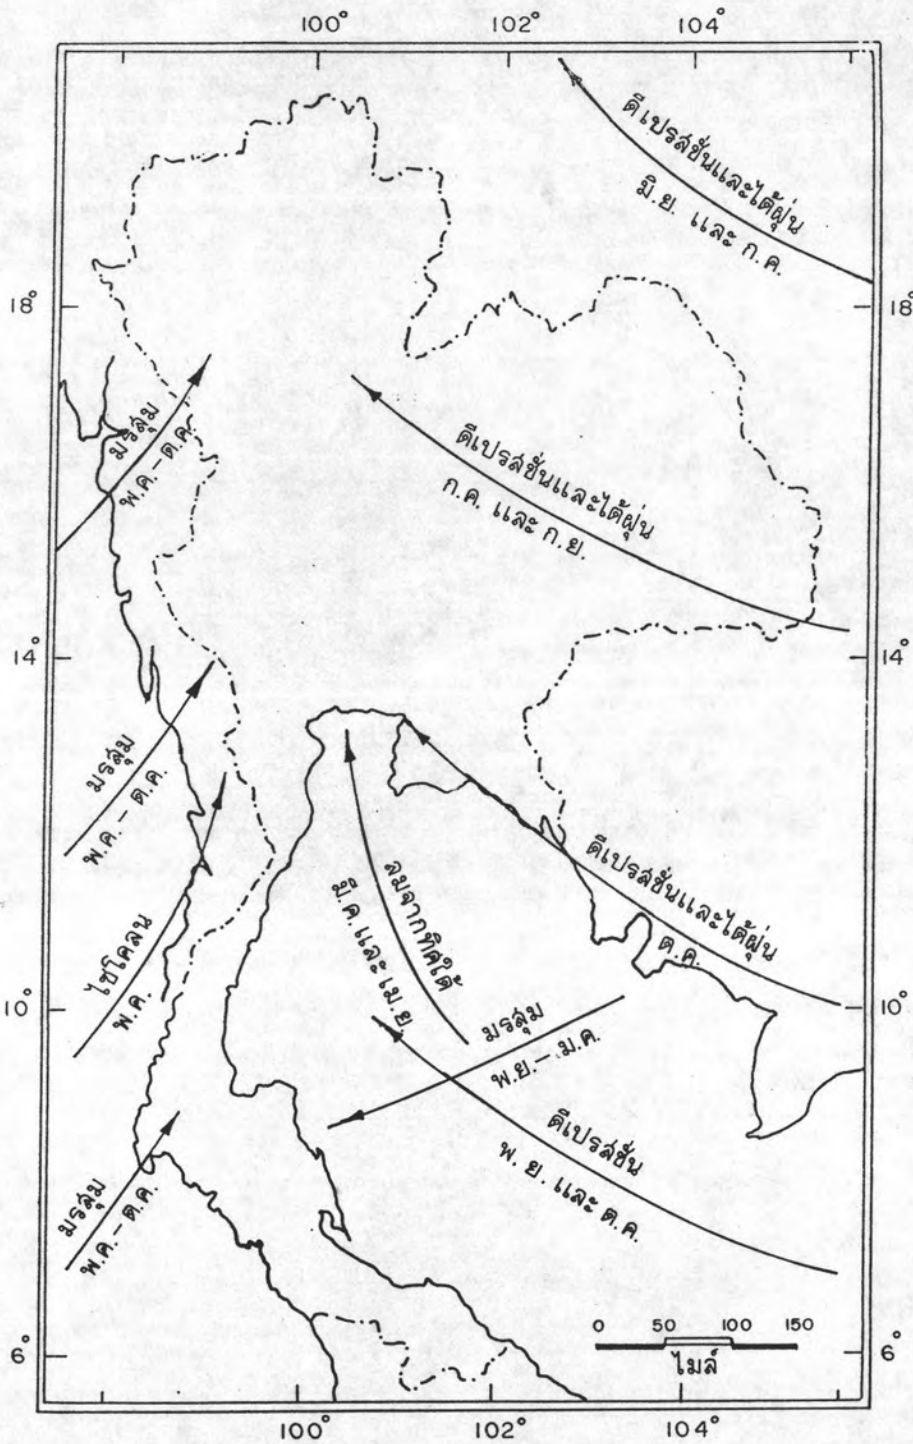 100° 102° 104°
ดีเปรสชั่นและไต้ฝุ่น
มิ.ย และ ก.ค.
18° 18°
มรสุม
พ.ค - ต.ค.
ดีเปรสชั่นและไต้ฝุ่น
ก.ค และ ก.ย.
14° 14°
มรสุม
พ.ค. - ต.ค.
ดีเปรสชั่นและไต้ฝุ่น
ต.ค.
ลมจากทิศใต้
มี.ค และ เม.ย
ไซโคลน
พ.ค.
10° 10°
มรสุม
พ.ย. - ม.ค.
ดีเปรสชั่น
พ.ย. และ ต.ค.
มรสุม
พ.ค. - ต.ค
0 50 100 150
ไมล์
6° 6°
100° 102° 104°